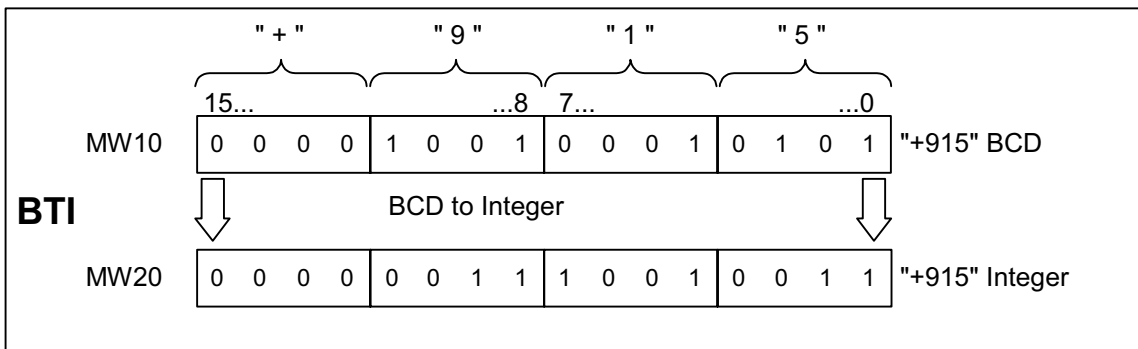 " + " " 9 " " 1 " " 5 "
15... ...8 7... ...0
MW10 0 0 0 0 1 0 0 1 0 0 0 1 0 1 0 1 "+915" BCD
BTI BCD to Integer
MW20 0 0 0 0 0 0 1 1 1 0 0 1 0 0 1 1 "+915" Integer